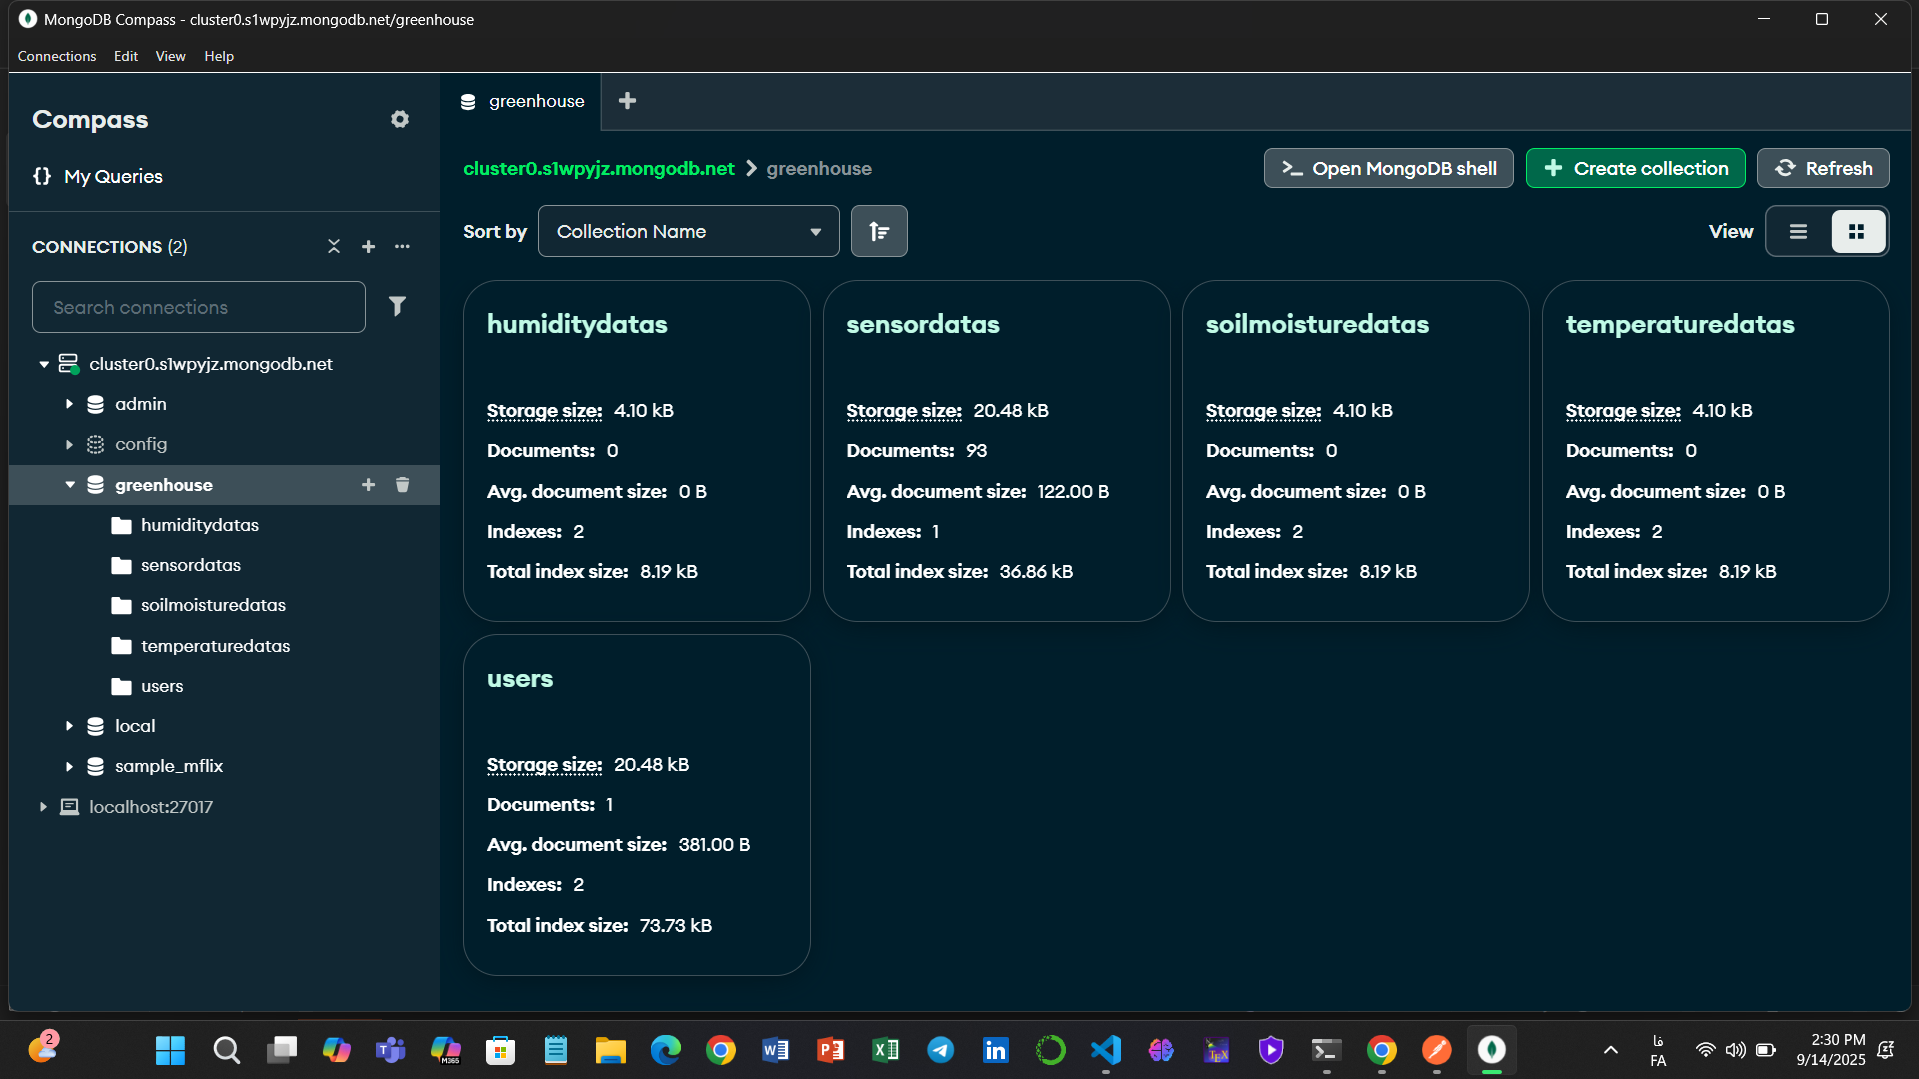 MongoDB Compass - cluster0.s1wpyjz.mongodb.net/greenhouse
Connections Edit View Help
Compass
{} My Queries
CONNECTIONS (2)
Search connections
cluster0.s1wpyjz.mongodb.net
admin
config
greenhouse
humiditydatas
sensordatas
soilmoisturedatas
temperaturedatas
users
local
sample_mflix
localhost:27017
greenhouse
cluster0.s1wpyjz.mongodb.net > greenhouse
Open MongoDB shell
Create collection
Refresh
Sort by Collection Name
View
humiditydatas
Storage size: 4.10 kB
Documents: 0
Avg. document size: 0 B
Indexes: 2
Total index size: 8.19 kB
sensordatas
Storage size: 20.48 kB
Documents: 93
Avg. document size: 122.00 B
Indexes: 1
Total index size: 36.86 kB
soilmoisturedatas
Storage size: 4.10 kB
Documents: 0
Avg. document size: 0 B
Indexes: 2
Total index size: 8.19 kB
temperaturedatas
Storage size: 4.10 kB
Documents: 0
Avg. document size: 0 B
Indexes: 2
Total index size: 8.19 kB
users
Storage size: 20.48 kB
Documents: 1
Avg. document size: 381.00 B
Indexes: 2
Total index size: 73.73 kB
2
M365
فا
FA
2:30 PM
9/14/2025